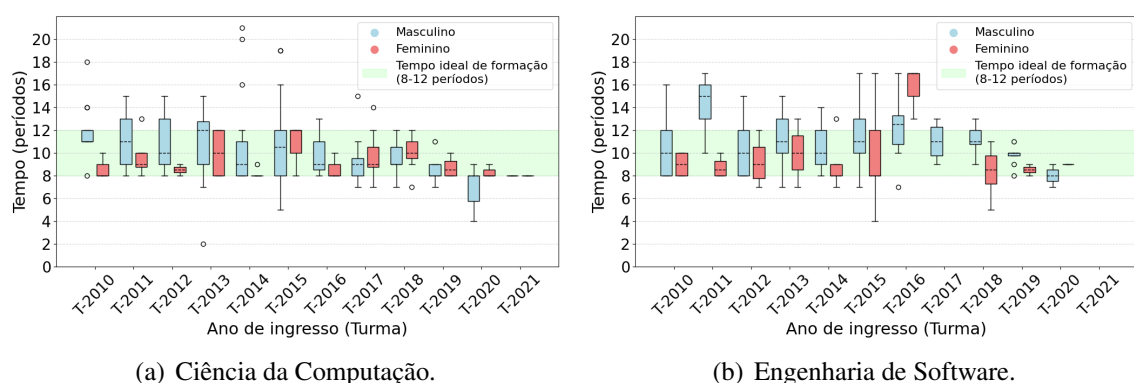 Masculino
Feminino
Tempo ideal de formação
(8-12 períodos)
Tempo (períodos)
20
18
16
14
12
10
8
6
4
2
0
T-2010
T-2011
T-2012
T-2013
T-2014
T-2015
T-2016
T-2017
T-2018
T-2019
T-2020
T-2021
Ano de ingresso (Turma)
(a) Ciência da Computação.
Masculino
Feminino
Tempo ideal de formação
(8-12 períodos)
Tempo (períodos)
20
18
16
14
12
10
8
6
4
2
0
T-2010
T-2011
T-2012
T-2013
T-2014
T-2015
T-2016
T-2017
T-2018
T-2019
T-2020
T-2021
Ano de ingresso (Turma)
(b) Engenharia de Software.